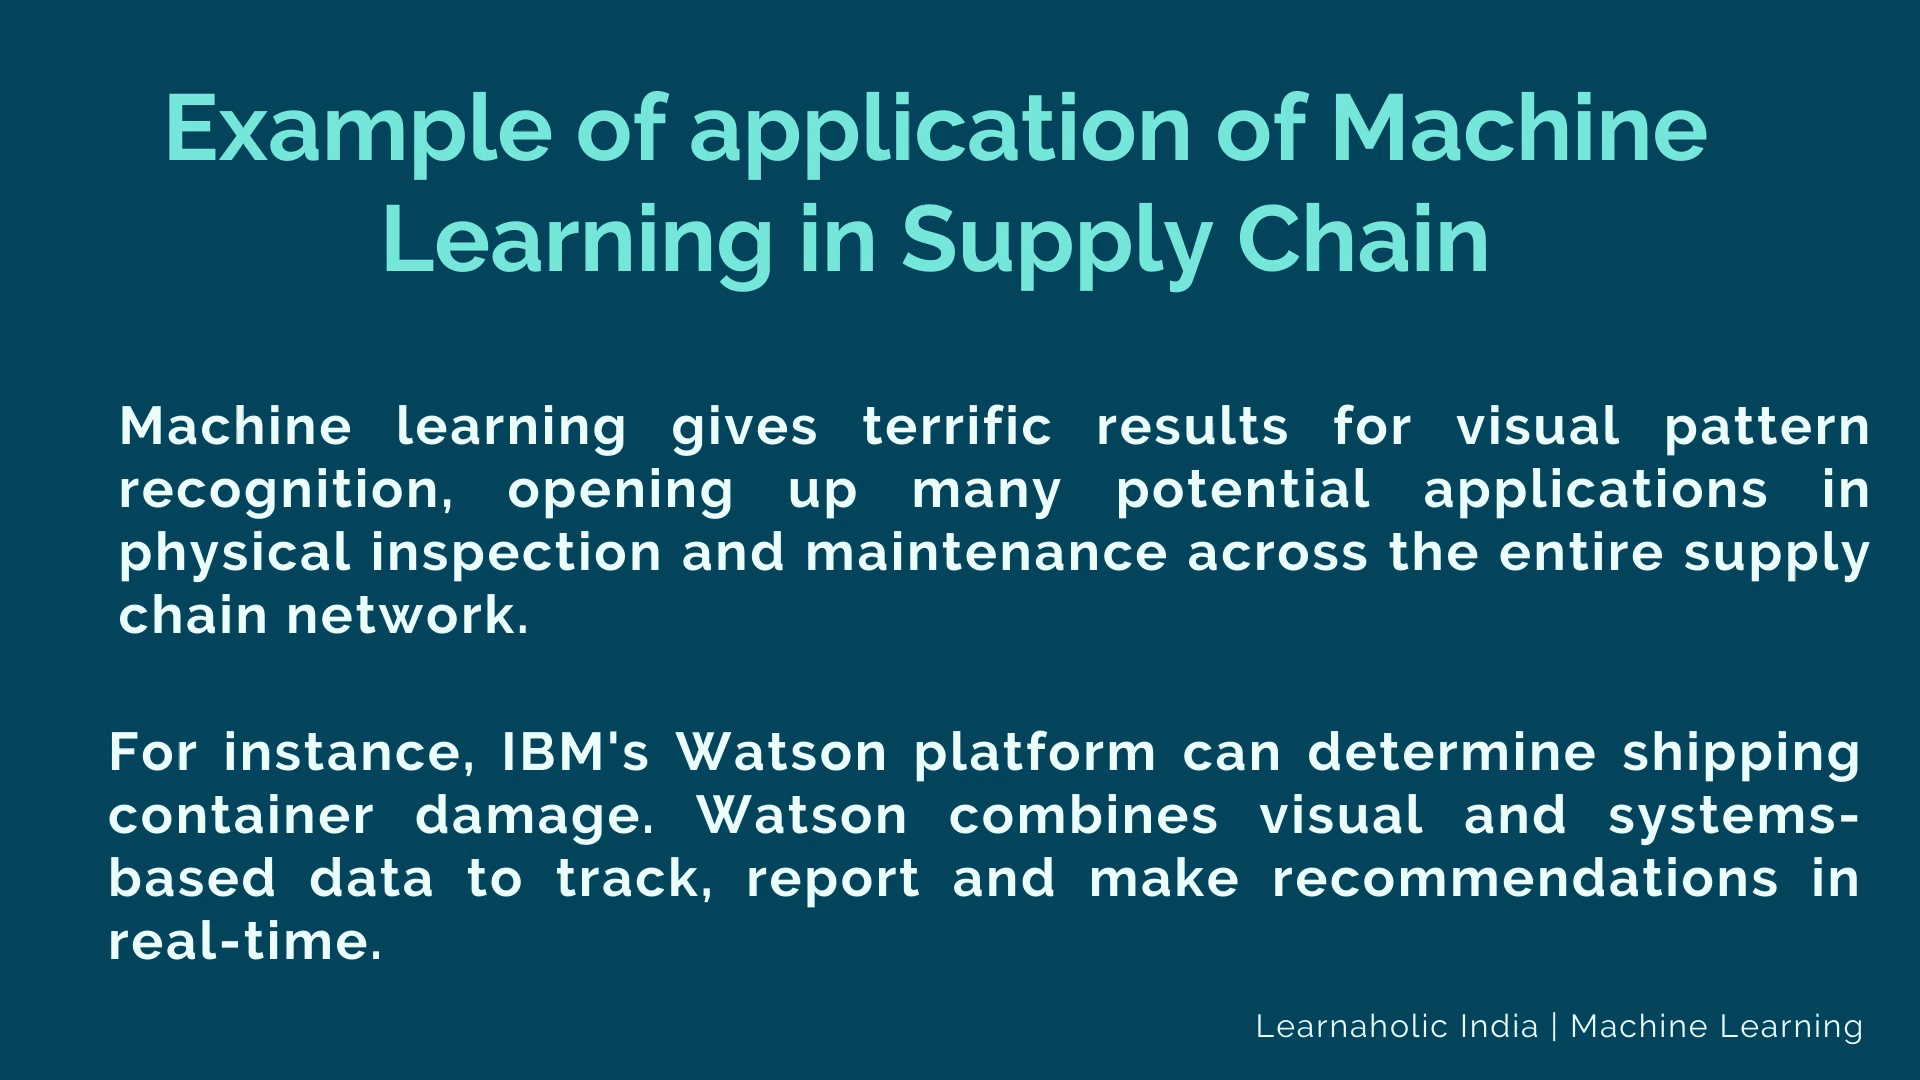 Example of application of Machine
Learning in Supply Chain
Machine learning gives terrific results for visual pattern
recognition, opening up many potential applications in
physical inspection and maintenance across the entire supply
chain network.
For instance, IBM's Watson platform can determine shipping
container damage. Watson combines visual and systems-
based data to track, report and make recommendations in
real-time.
Learnaholic India | Machine Learning